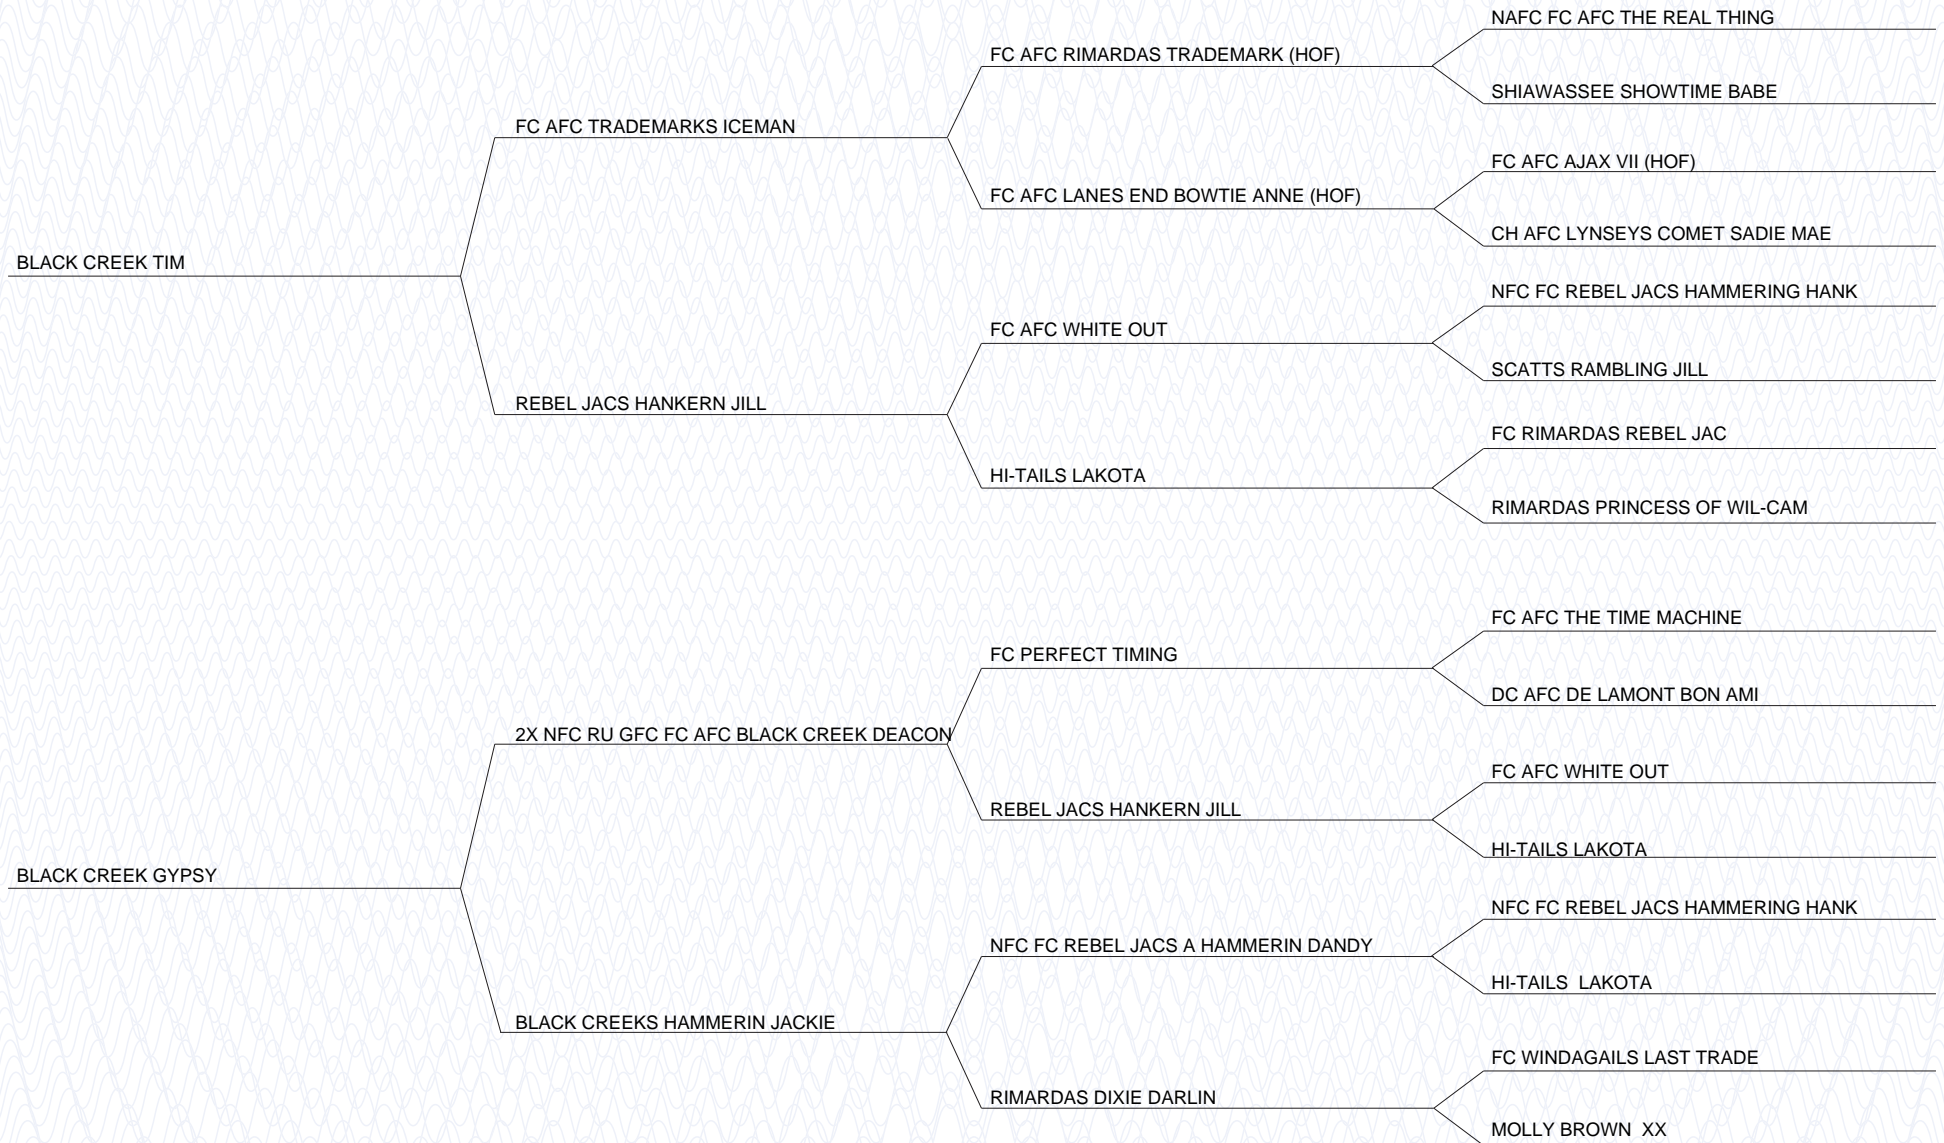 NAFC FC AFC THE REAL THING
FC AFC RIMARDAS TRADEMARK (HOF)
SHIAWASSEE SHOWTIME BABE
FC AFC TRADEMARKS ICEMAN
FC AFC AJAX VII (HOF)
FC AFC LANES END BOWTIE ANNE (HOF)
CH AFC LYNSEYS COMET SADIE MAE
BLACK CREEK TIM
NFC FC REBEL JACS HAMMERING HANK
FC AFC WHITE OUT
SCATTS RAMBLING JILL
REBEL JACS HANKERN JILL
FC RIMARDAS REBEL JAC
HI-TAILS LAKOTA
RIMARDAS PRINCESS OF WIL-CAM
FC AFC THE TIME MACHINE
FC PERFECT TIMING
DC AFC DE LAMONT BON AMI
2X NFC RU GFC FC AFC BLACK CREEK DEACON
FC AFC WHITE OUT
REBEL JACS HANKERN JILL
HI-TAILS LAKOTA
BLACK CREEK GYPSY
NFC FC REBEL JACS HAMMERING HANK
NFC FC REBEL JACS A HAMMERIN DANDY
HI-TAILS  LAKOTA
BLACK CREEKS HAMMERIN JACKIE
FC WINDAGAILS LAST TRADE
RIMARDAS DIXIE DARLIN
MOLLY BROWN  XX